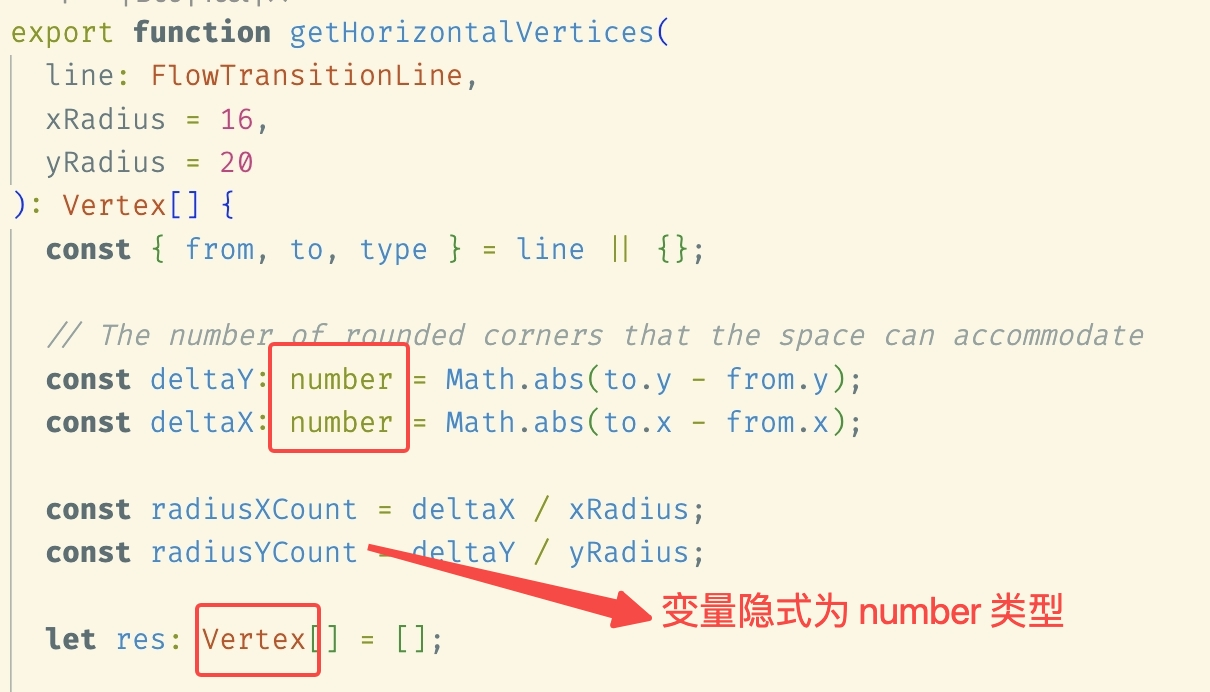 export function getHorizontalVertices(
  line: FlowTransitionLine,
  xRadius = 16,
  yRadius = 20
): Vertex[] {
  const { from, to, type } = line || {};
  // The number of rounded corners that the space can accommodate
  const deltaY: number = Math.abs(to.y - from.y);
  const deltaX: number = Math.abs(to.x - from.x);
  const radiusXCount = deltaX / xRadius;
  const radiusYCount = deltaY / yRadius;
变量隐式为 number 类型
  let res: Vertex[] = [];